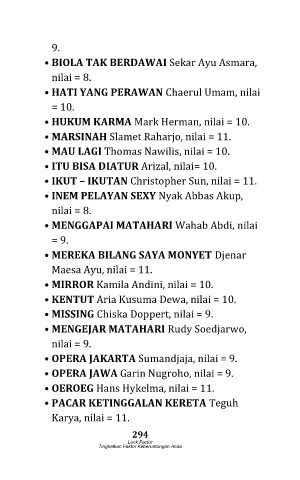 9.
• BIOLA TAK BERDAWAI Sekar Ayu Asmara,
nilai = 8.
• HATI YANG PERAWAN Chaerul Umam, nilai
= 10.
• HUKUM KARMA Mark Herman, nilai = 10.
• MARSINAH Slamet Raharjo, nilai = 11.
• MAU LAGI Thomas Nawilis, nilai = 10.
• ITU BISA DIATUR Arizal, nilai= 10.
• IKUT – IKUTAN Christopher Sun, nilai = 11.
• INEM PELAYAN SEXY Nyak Abbas Akup,
nilai = 8.
• MENGGAPAI MATAHARI Wahab Abdi, nilai
= 9.
• MEREKA BILANG SAYA MONYET Djenar
Maesa Ayu, nilai = 11.
• MIRROR Kamila Andini, nilai = 10.
• KENTUT Aria Kusuma Dewa, nilai = 10.
• MISSING Chiska Doppert, nilai = 9.
• MENGEJAR MATAHARI Rudy Soedjarwo,
nilai = 9.
• OPERA JAKARTA Sumandjaja, nilai = 9.
• OPERA JAWA Garin Nugroho, nilai = 9.
• OEROEG Hans Hykelma, nilai = 11.
• PACAR KETINGGALAN KERETA Teguh
Karya, nilai = 11.
294
Luck Factor
Tingkatkan Faktor Keberuntungan Anda